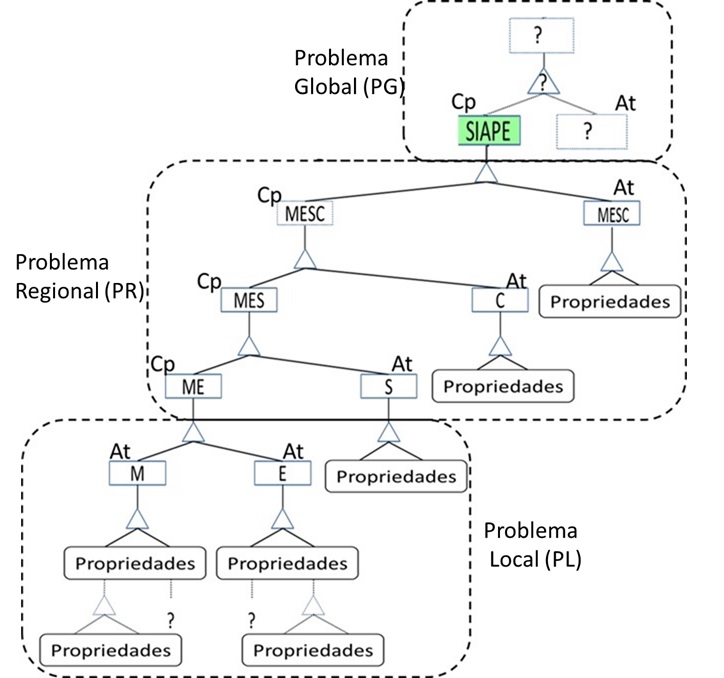 ?
Problema
Global (PG)
?
Cp
At
SIAPE
?
Cp
At
MESC
MESC
Problema
Regional (PR)
Cp
At
MES
C
Propriedades
Cp
At
ME
S
Propriedades
At
At
M
E
Propriedades
Problema
Local (PL)
Propriedades
Propriedades
?
?
Propriedades
Propriedades